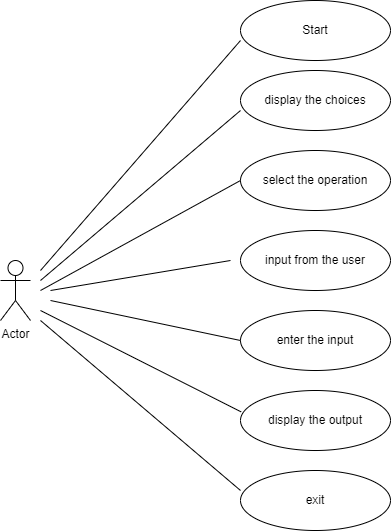 Start
display the choices
select the operation
input from the user
Actor
enter the input
display the output
exit